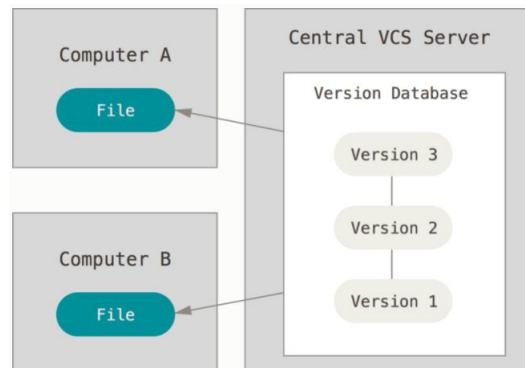 Computer A
File
Computer B
File
Central VCS Server
Version Database
Version 3
Version 2
Version 1